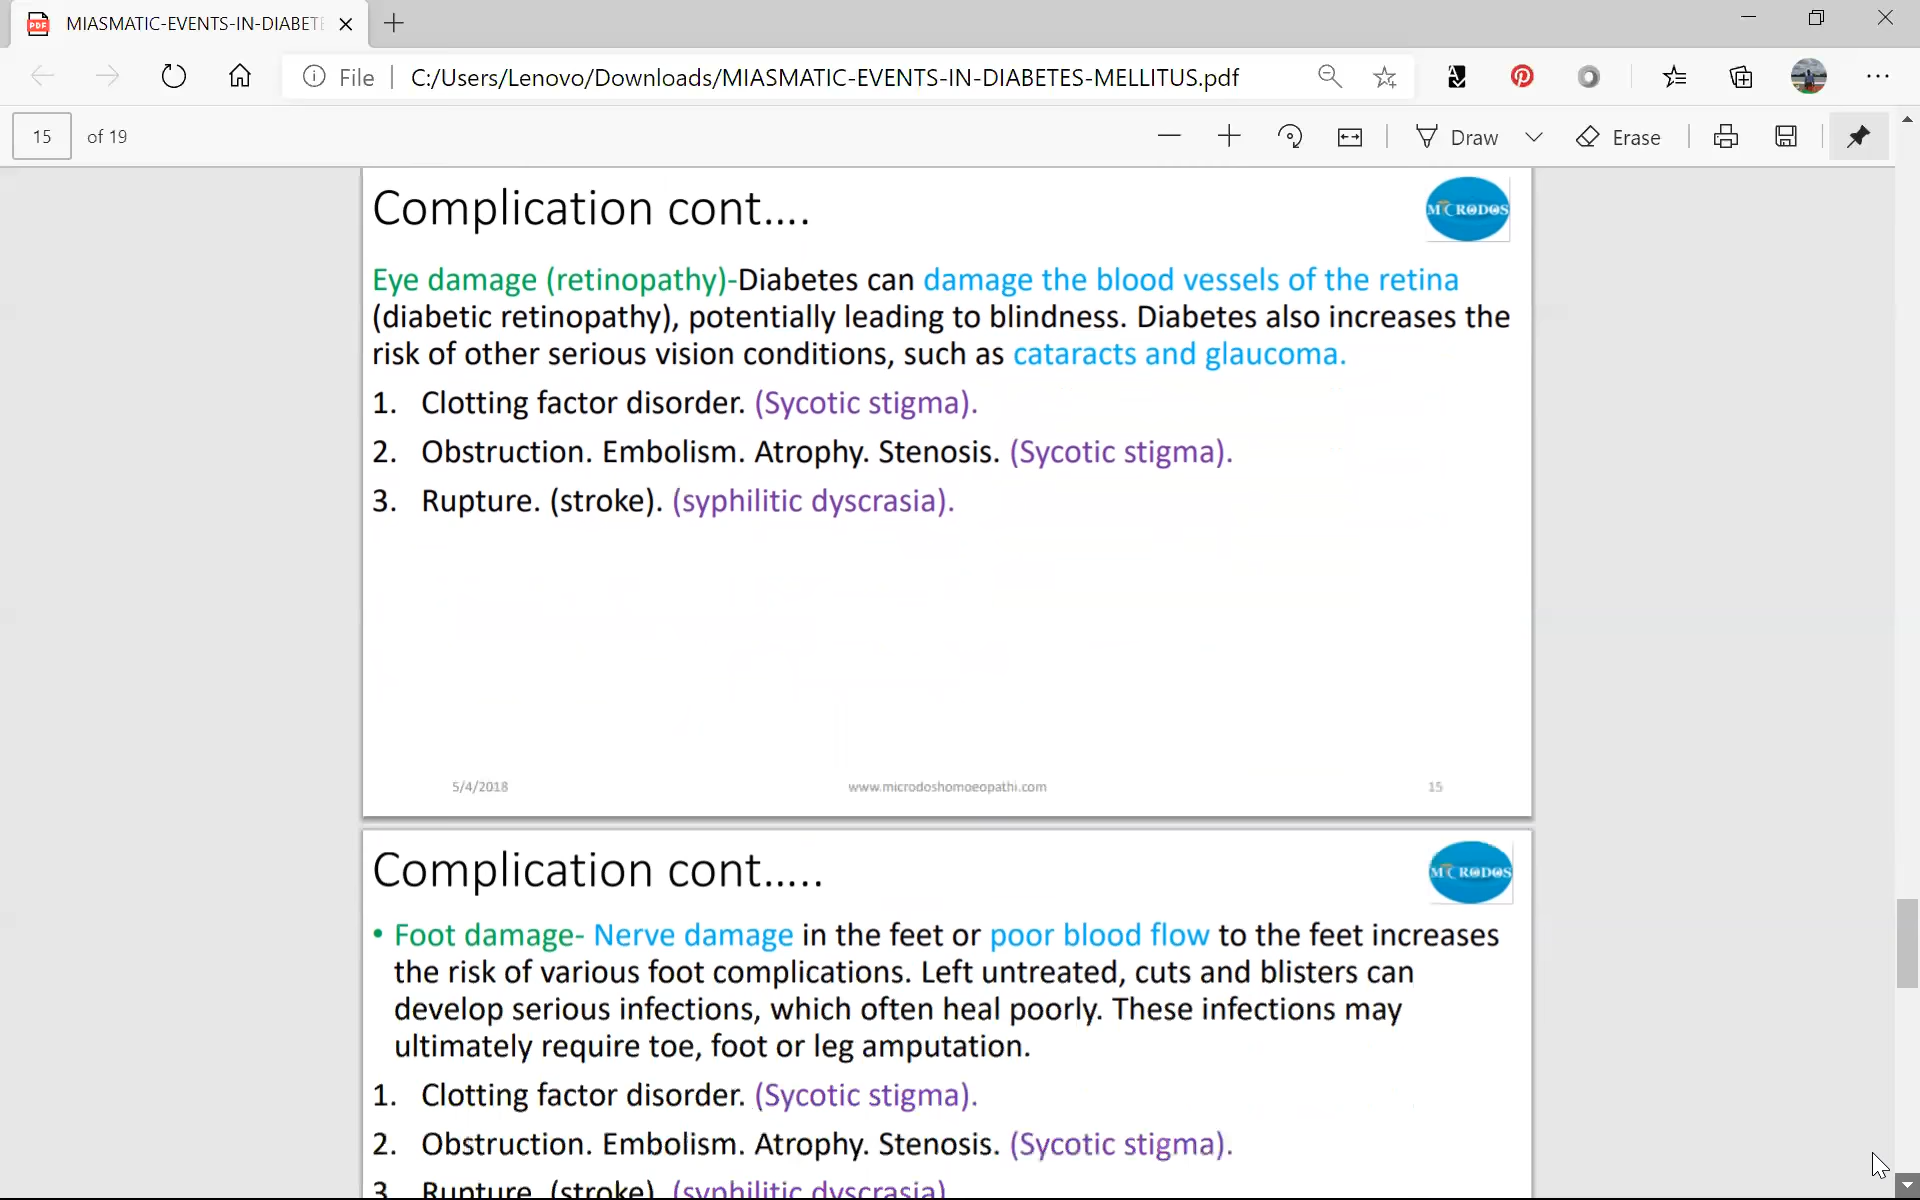 MIASMATIC-EVENTS-IN-DIABETE
File
C:/Users/Lenovo/Downloads/MIASMATIC-EVENTS-IN-DIABETES-MELLITUS.pdf
15 of 19
Draw
Erase
Complication cont....
MICRODOS
Eye damage (retinopathy)-Diabetes can damage the blood vessels of the retina
(diabetic retinopathy), potentially leading to blindness. Diabetes also increases the
risk of other serious vision conditions, such as cataracts and glaucoma.
1. Clotting factor disorder. (Sycotic stigma).
2. Obstruction. Embolism. Atrophy. Stenosis. (Sycotic stigma).
3. Rupture. (stroke). (syphilitic dyscrasia).
5/4/2018
www.microdoshomoeopathi.com
15
Complication cont.....
MICRODOS
• Foot damage- Nerve damage in the feet or poor blood flow to the feet increases
the risk of various foot complications. Left untreated, cuts and blisters can
develop serious infections, which often heal poorly. These infections may
ultimately require toe, foot or leg amputation.
1. Clotting factor disorder. (Sycotic stigma).
2. Obstruction. Embolism. Atrophy. Stenosis. (Sycotic stigma).
3. Rupture. (stroke). (syphilitic dyscrasia).